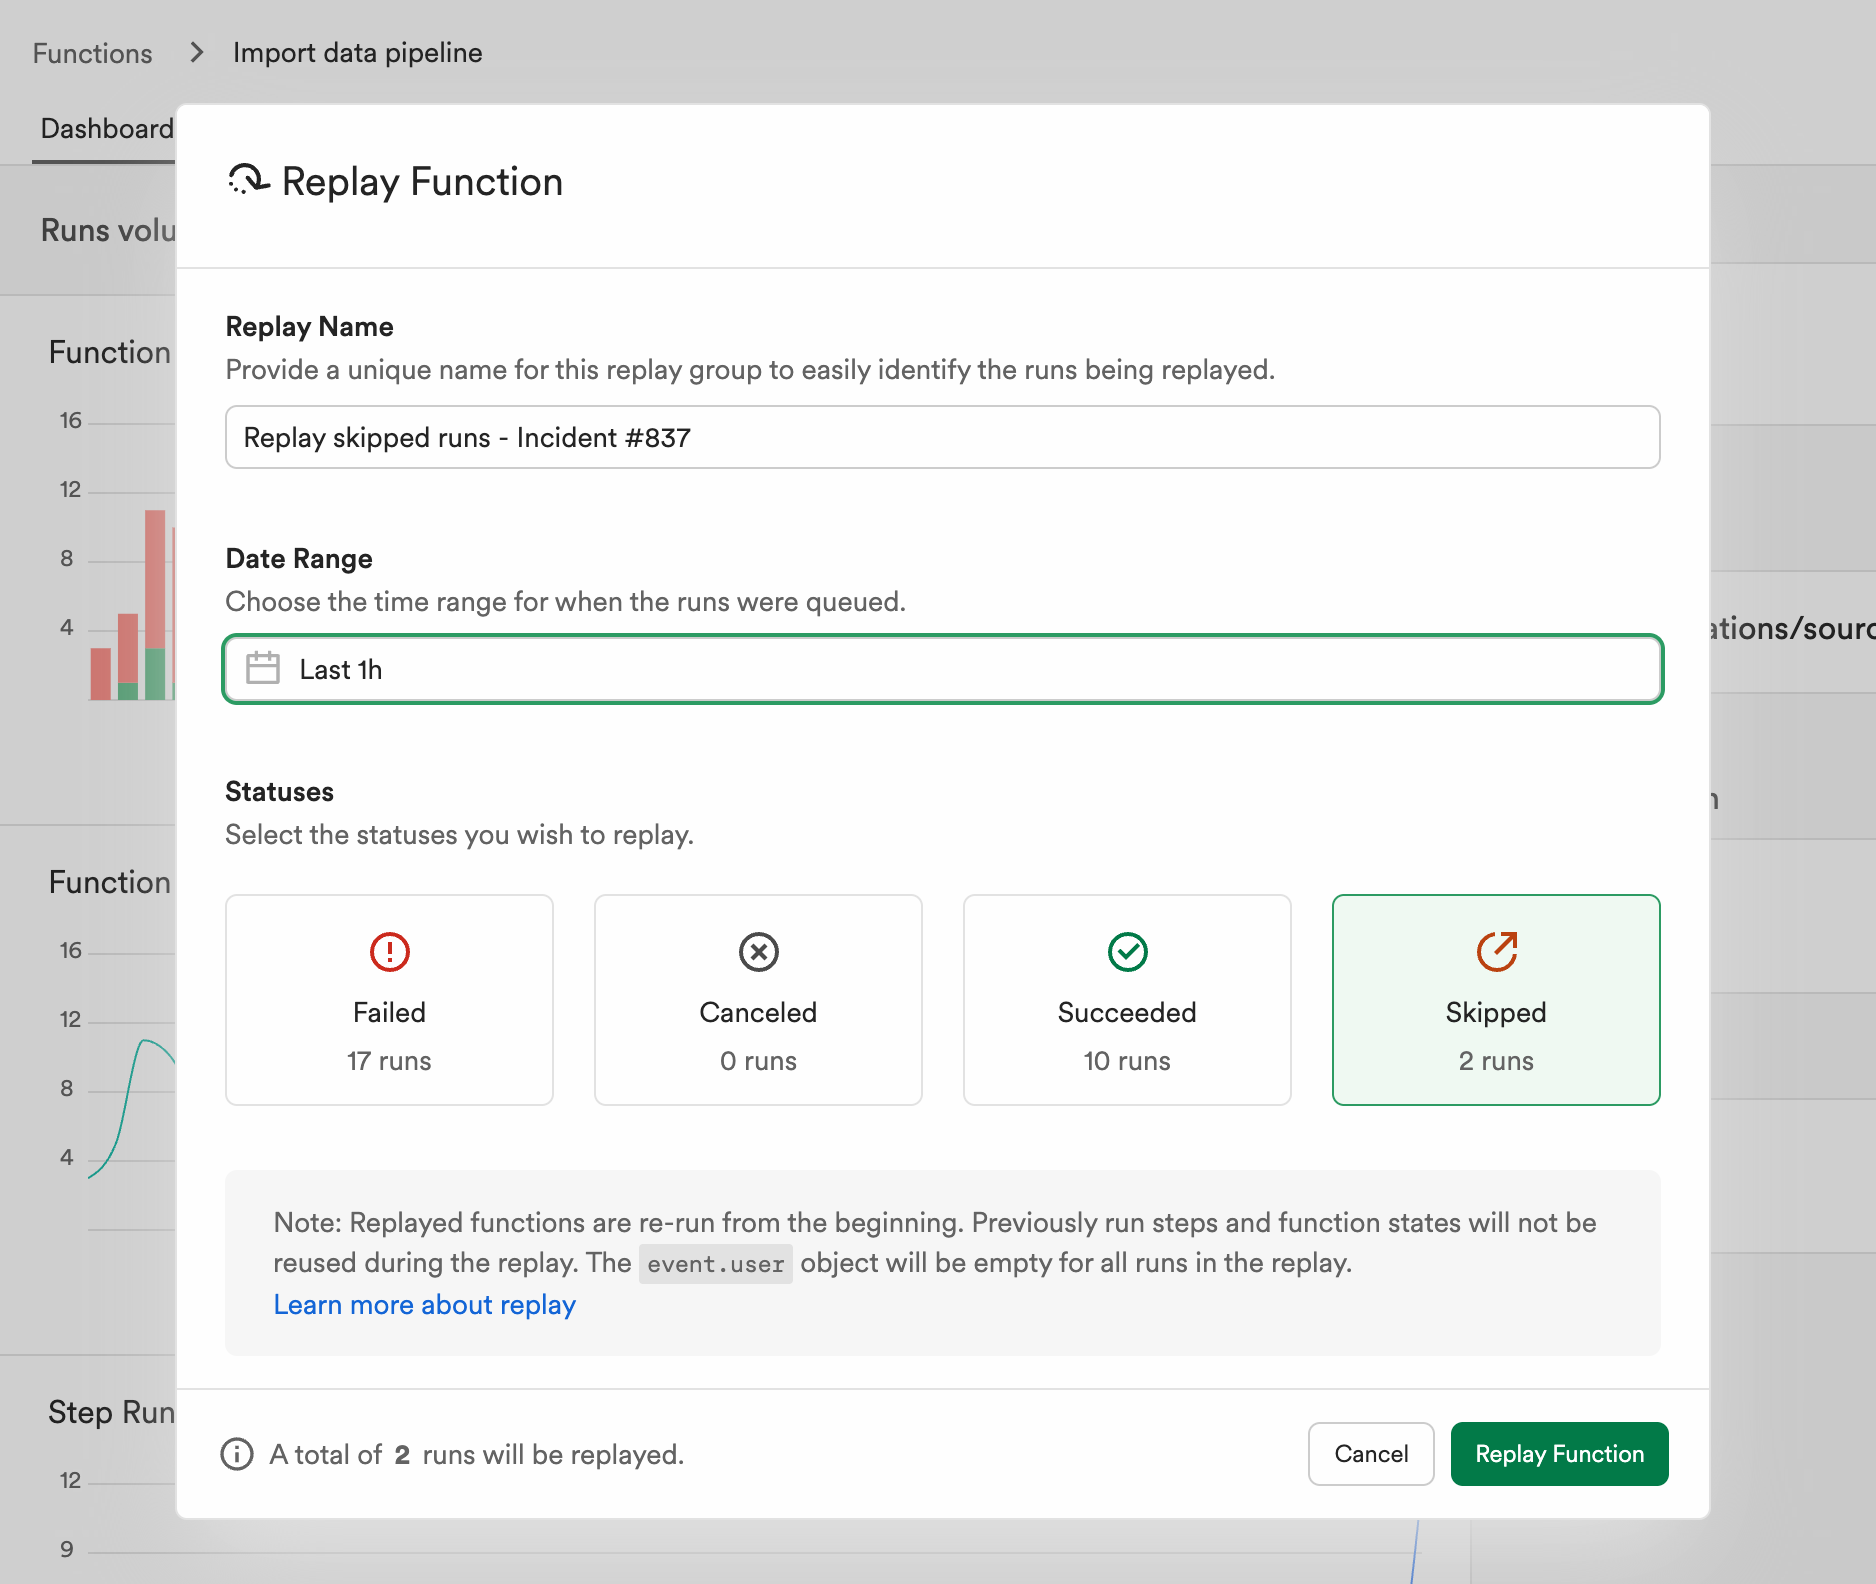 Functions > Import data pipeline
Dashboard
Runs volu
Replay Function
Replay Name
Provide a unique name for this replay group to easily identify the runs being replayed.
Replay skipped runs - Incident #837
Date Range
Choose the time range for when the runs were queued.
Last 1h
Statuses
Select the statuses you wish to replay.
Failed
17 runs
Canceled
0 runs
Succeeded
10 runs
Skipped
2 runs
Note: Replayed functions are re-run from the beginning. Previously run steps and function states will not be
reused during the replay. The event.user object will be empty for all runs in the replay.
Learn more about replay
A total of 2 runs will be replayed.
Cancel
Replay Function
Function
16
12
8
4
Function
16
12
8
4
Step Run
12
9
ations/sourc